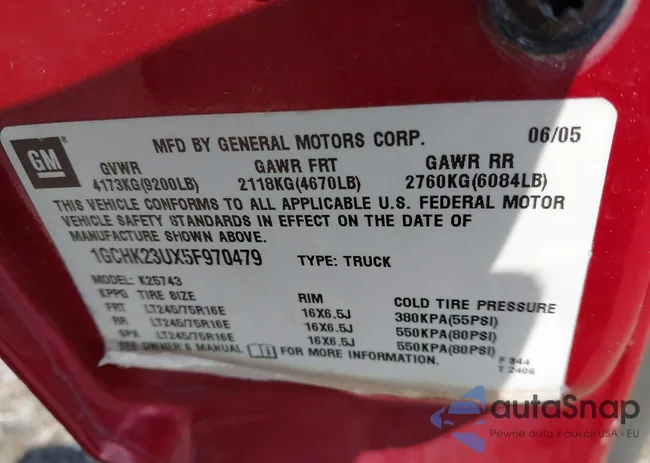 GM
MFD BY GENERAL MOTORS CORP. 06/05
GVWR GAWR FRT GAWR RR
4173KG(9200LB) 2118KG(4670LB) 2760KG(6084LB)
THIS VEHICLE CONFORMS TO ALL APPLICABLE U.S. FEDERAL MOTOR
VEHICLE SAFETY STANDARDS IN EFFECT ON THE DATE OF
MANUFACTURE SHOWN ABOVE.
1GCHK23UX5F970479 TYPE: TRUCK
MODEL: K25743
KPPG TIRE SIZE RIM COLD TIRE PRESSURE
FRT LT245/75R16E 16X6.5J 380KPA(55PSI)
RR LT245/75R16E 16X6.5J 550KPA(80PSI)
SPA LT245/75R16E 16X6.5J 550KPA(80PSI)
SEE OWNER'S MANUAL FOR MORE INFORMATION. F 844
T 2406
autaSnap
Pewne auta z aukcji USA i EU